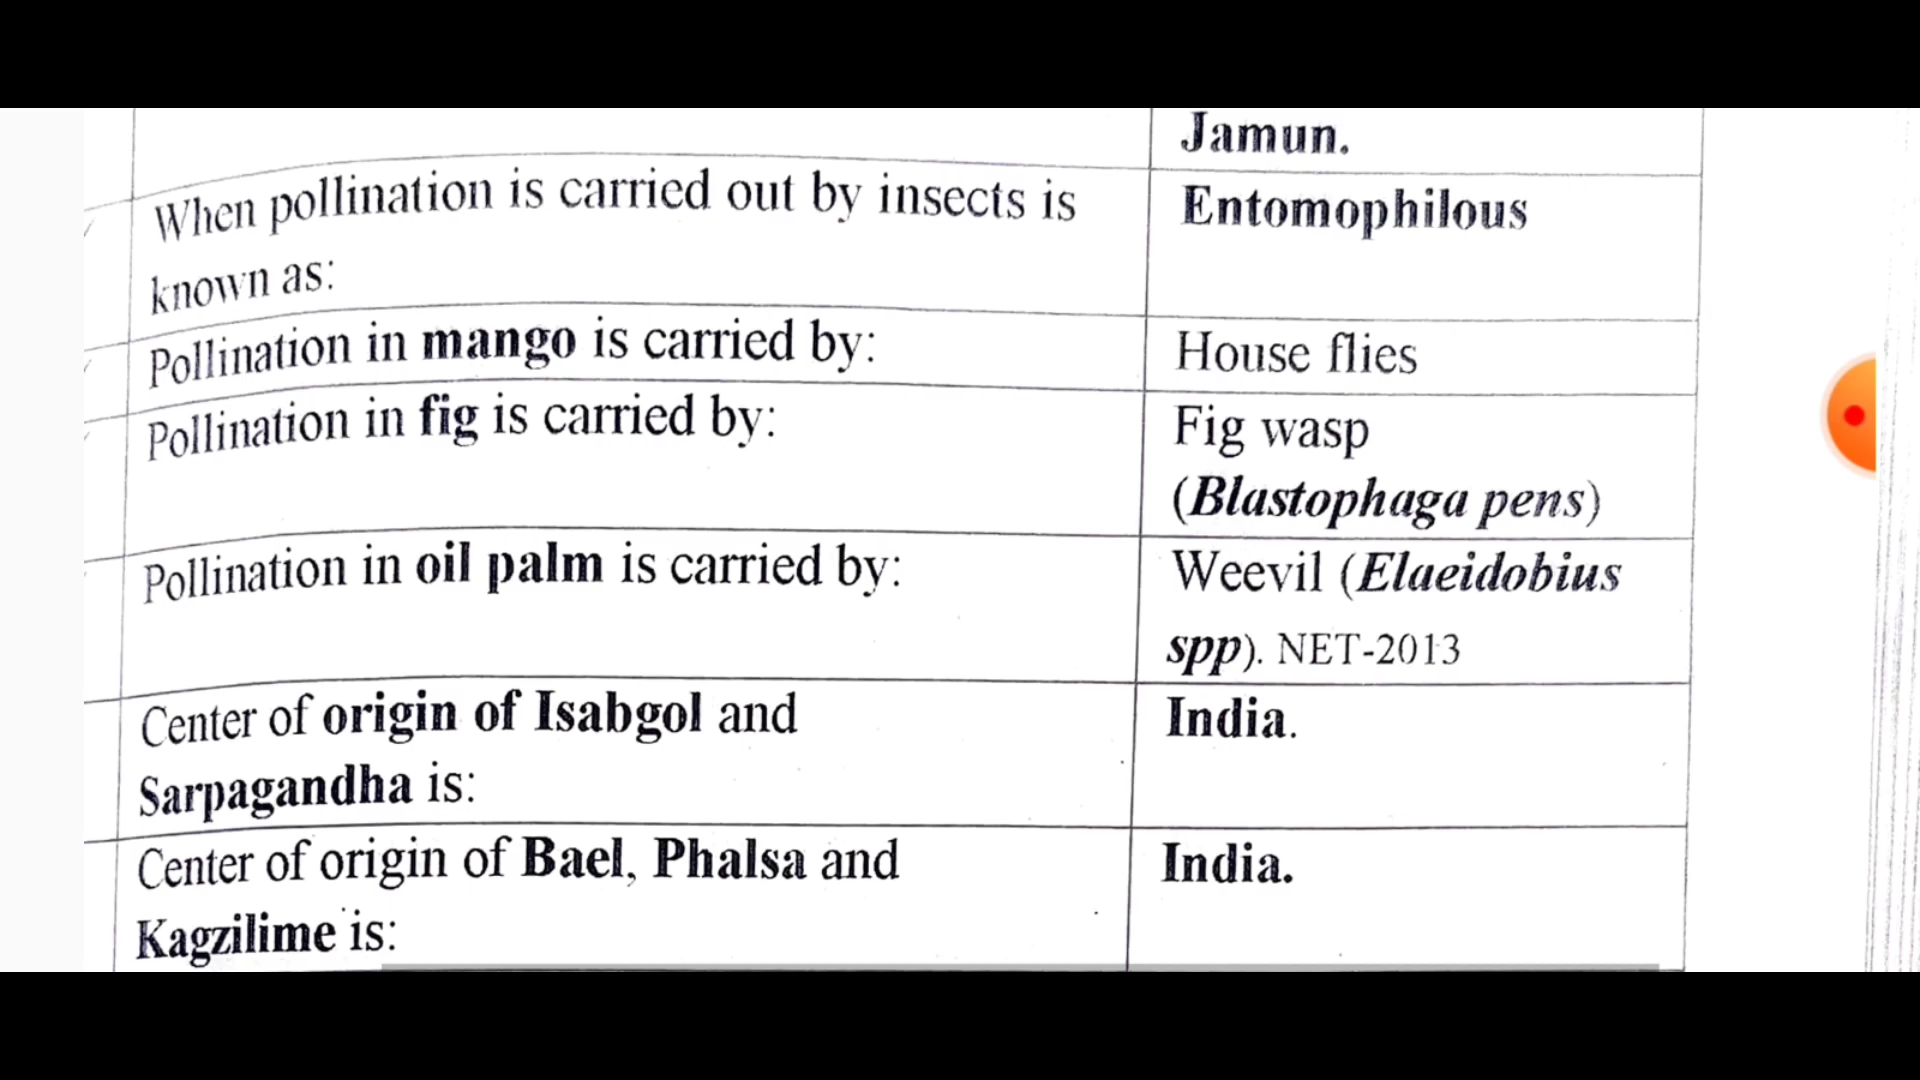 Jamun.
When pollination is carried out by insects is
known as:
Entomophilous
Pollination in mango is carried by:
House flies
Pollination in fig is carried by:
Fig wasp
(Blastophaga pens)
Pollination in oil palm is carried by:
Weevil (Elaeidobius
spp). NET-2013
Center of origin of Isabgol and
Sarpagandha is:
India.
Center of origin of Bael, Phalsa and
Kagzilime is:
India.